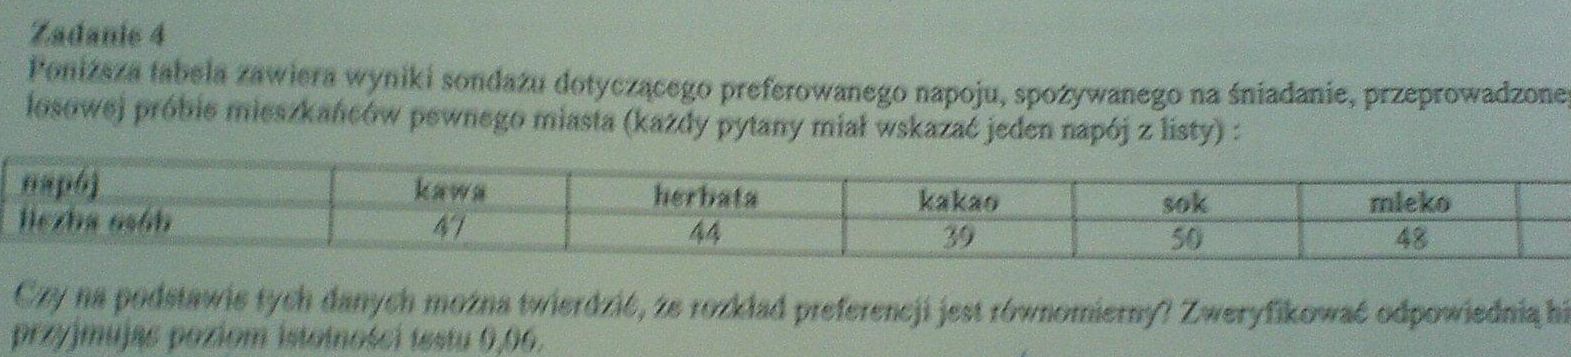 Zadanie 4
Poniższa tabela zawiera wyniki sondażu dotyczącego preferowanego napoju, spożywanego na śniadanie, przeprowadzoneg
losowej próbie mieszkańców pewnego miasta (każdy pytany miał wskazać jeden napój z listy) :
napój kawa herbata kakao sok mleko
liczba osób 47 44 39 50 48
Czy na podstawie tych danych można twierdzić, że rozkład preferencji jest równomierny? Zweryfikować odpowiednią hi
przyjmując poziom istotności testu 0,06.